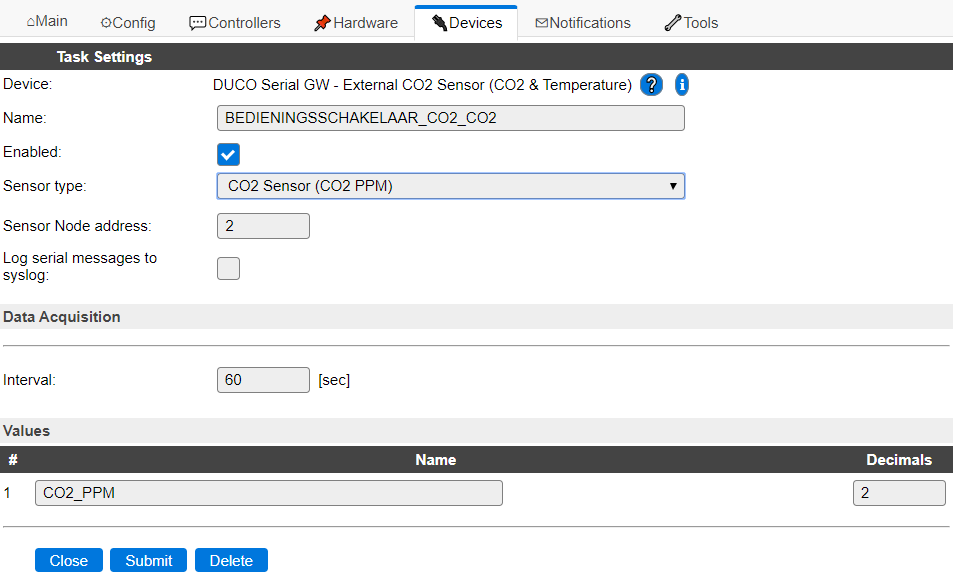 Main Config Controllers Hardware Devices Notifications Tools
Task Settings
Device: DUCO Serial GW - External CO2 Sensor (CO2 & Temperature) ? i
Name: BEDIENINGSSCHAKELAAR_CO2_CO2
Enabled:
Sensor type: CO2 Sensor (CO2 PPM)
Sensor Node address: 2
Log serial messages to
syslog:
Data Acquisition
Interval: 60 [sec]
Values
# Name Decimals
1 CO2_PPM 2
Close Submit Delete